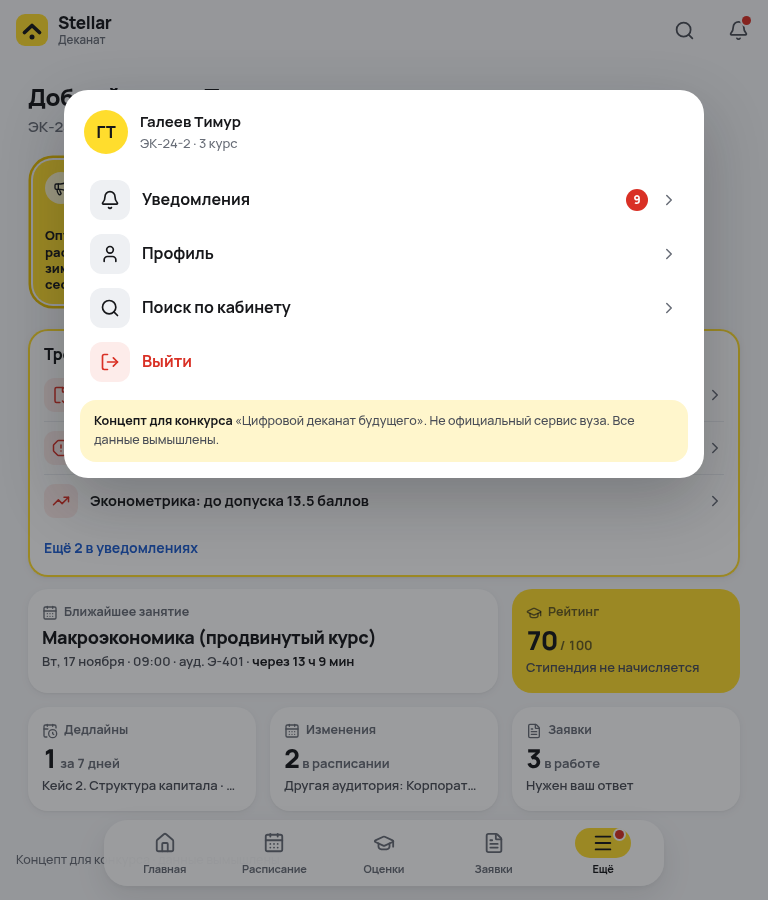 Stellar
Деканат
ГТ
Галеев Тимур
ЭК-24-2 · 3 курс
Уведомления
9
Профиль
Поиск по кабинету
Выйти
Концепт для конкурса «Цифровой деканат будущего». Не официальный сервис вуза. Все
данные вымышлены.
Эконометрика: до допуска 13.5 баллов
Ещё 2 в уведомлениях
Ближайшее занятие
Макроэкономика (продвинутый курс)
Вт, 17 ноября · 09:00 · ауд. Э-401 · через 13 ч 9 мин
Рейтинг
70 / 100
Стипендия не начисляется
Дедлайны
1 за 7 дней
Кейс 2. Структура капитала · ...
Изменения
2 в расписании
Другая аудитория: Корпорат...
Заявки
3 в работе
Нужен ваш ответ
Концепт для
Главная
Расписание
Оценки
Заявки
Ещё